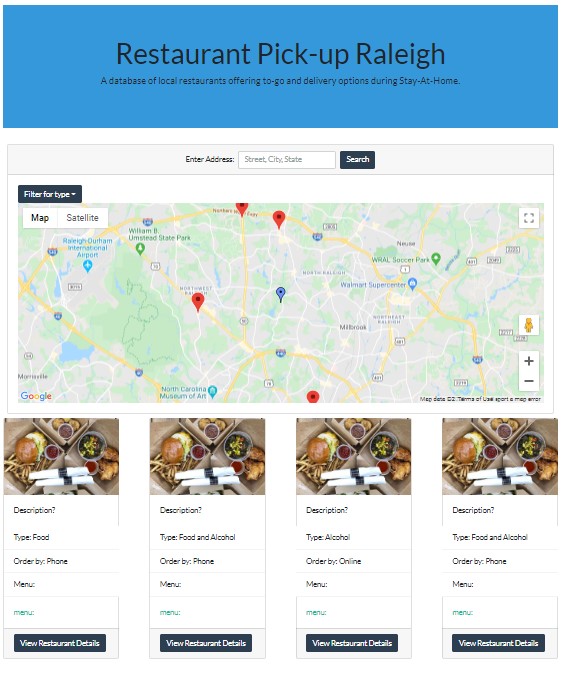 Restaurant Pick-up Raleigh
A database of local restaurants offering to-go and delivery options during Stay-At-Home.
Enter Address: Street, City, State Search
Filter for type
Map Satellite
Northern Wake Expy
William B.
Umstead State Park
Raleigh-Durham
International
Airport
Neuse
WRAL Soccer Park
NORTH RALEIGH
Walmart Supercenter
NORTHWEST
RALEIGH
NORTHEAST
RALEIGH
Millbrook
Morrisville
North Carolina
Museum of Art
Google
Map data Terms of Use a map error
Description? Description? Description? Description?
Type: Food Type: Food and Alcohol Type: Alcohol Type: Food and Alcohol
Order by: Phone Order by: Phone Order by: Online Order by: Phone
Menu: Menu: Menu: Menu:
menu: menu: menu: menu:
View Restaurant Details View Restaurant Details View Restaurant Details View Restaurant Details